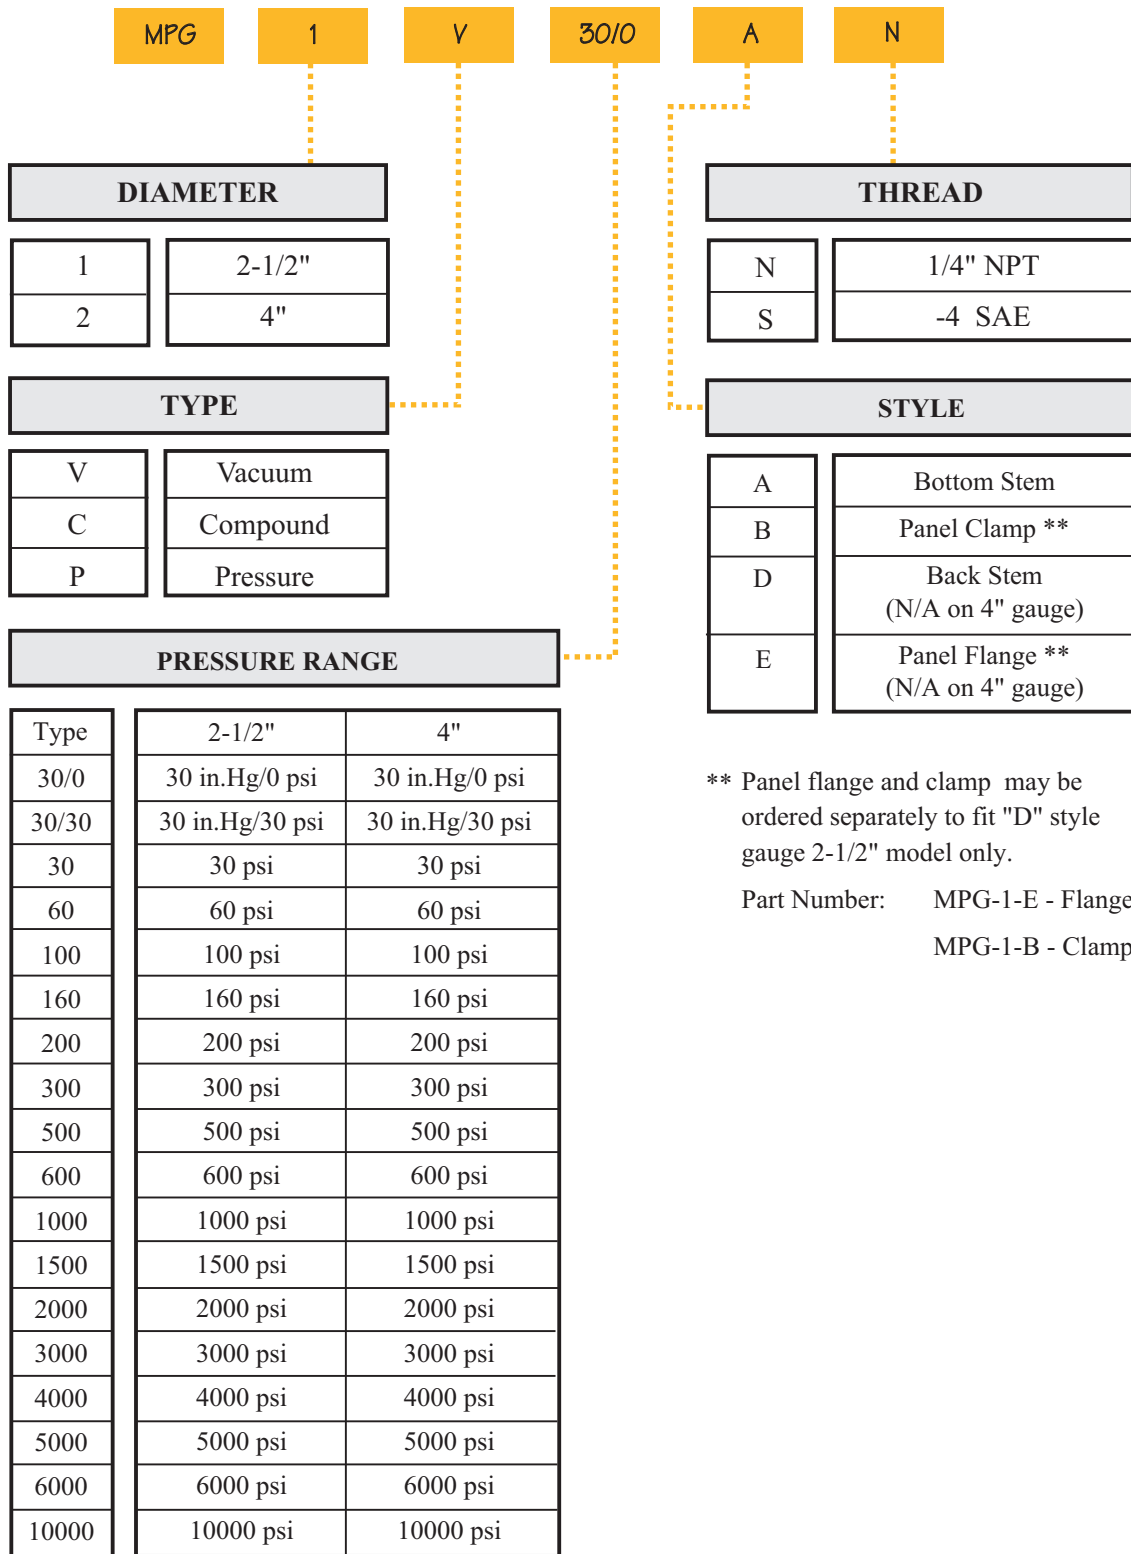 MPG 1 V 30/0 A N
DIAMETER
1 2-1/2"
2 4"
TYPE
V Vacuum
C Compound
P Pressure
PRESSURE RANGE
Type 2-1/2" 4"
30/0 30 in.Hg/0 psi 30 in.Hg/0 psi
30/30 30 in.Hg/30 psi 30 in.Hg/30 psi
30 30 psi 30 psi
60 60 psi 60 psi
100 100 psi 100 psi
160 160 psi 160 psi
200 200 psi 200 psi
300 300 psi 300 psi
500 500 psi 500 psi
600 600 psi 600 psi
1000 1000 psi 1000 psi
1500 1500 psi 1500 psi
2000 2000 psi 2000 psi
3000 3000 psi 3000 psi
4000 4000 psi 4000 psi
5000 5000 psi 5000 psi
6000 6000 psi 6000 psi
10000 10000 psi 10000 psi
THREAD
N 1/4" NPT
S -4 SAE
STYLE
A Bottom Stem
B Panel Clamp **
D Back Stem
(N/A on 4" gauge)
E Panel Flange **
(N/A on 4" gauge)
** Panel flange and clamp may be
ordered separately to fit "D" style
gauge 2-1/2" model only.
Part Number: MPG-1-E - Flange
MPG-1-B - Clamp